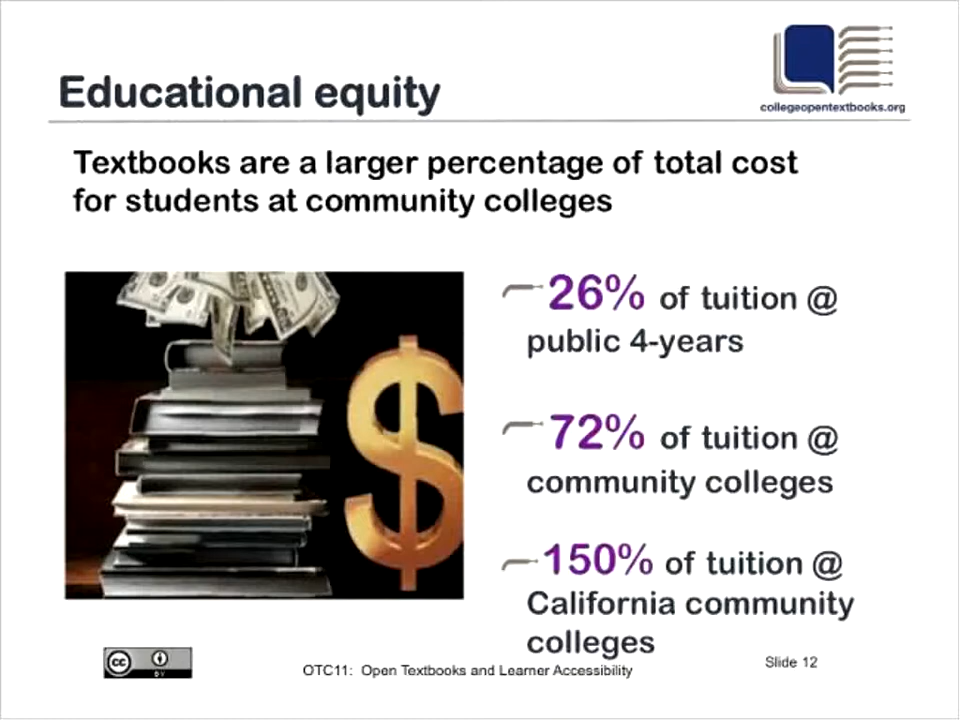 Educational equity
collegeopentextbooks.org
Textbooks are a larger percentage of total cost
for students at community colleges
26% of tuition @
public 4-years
72% of tuition @
community colleges
150% of tuition @
California community
colleges
cc
BY
OTC11: Open Textbooks and Learner Accessibility
Slide 12